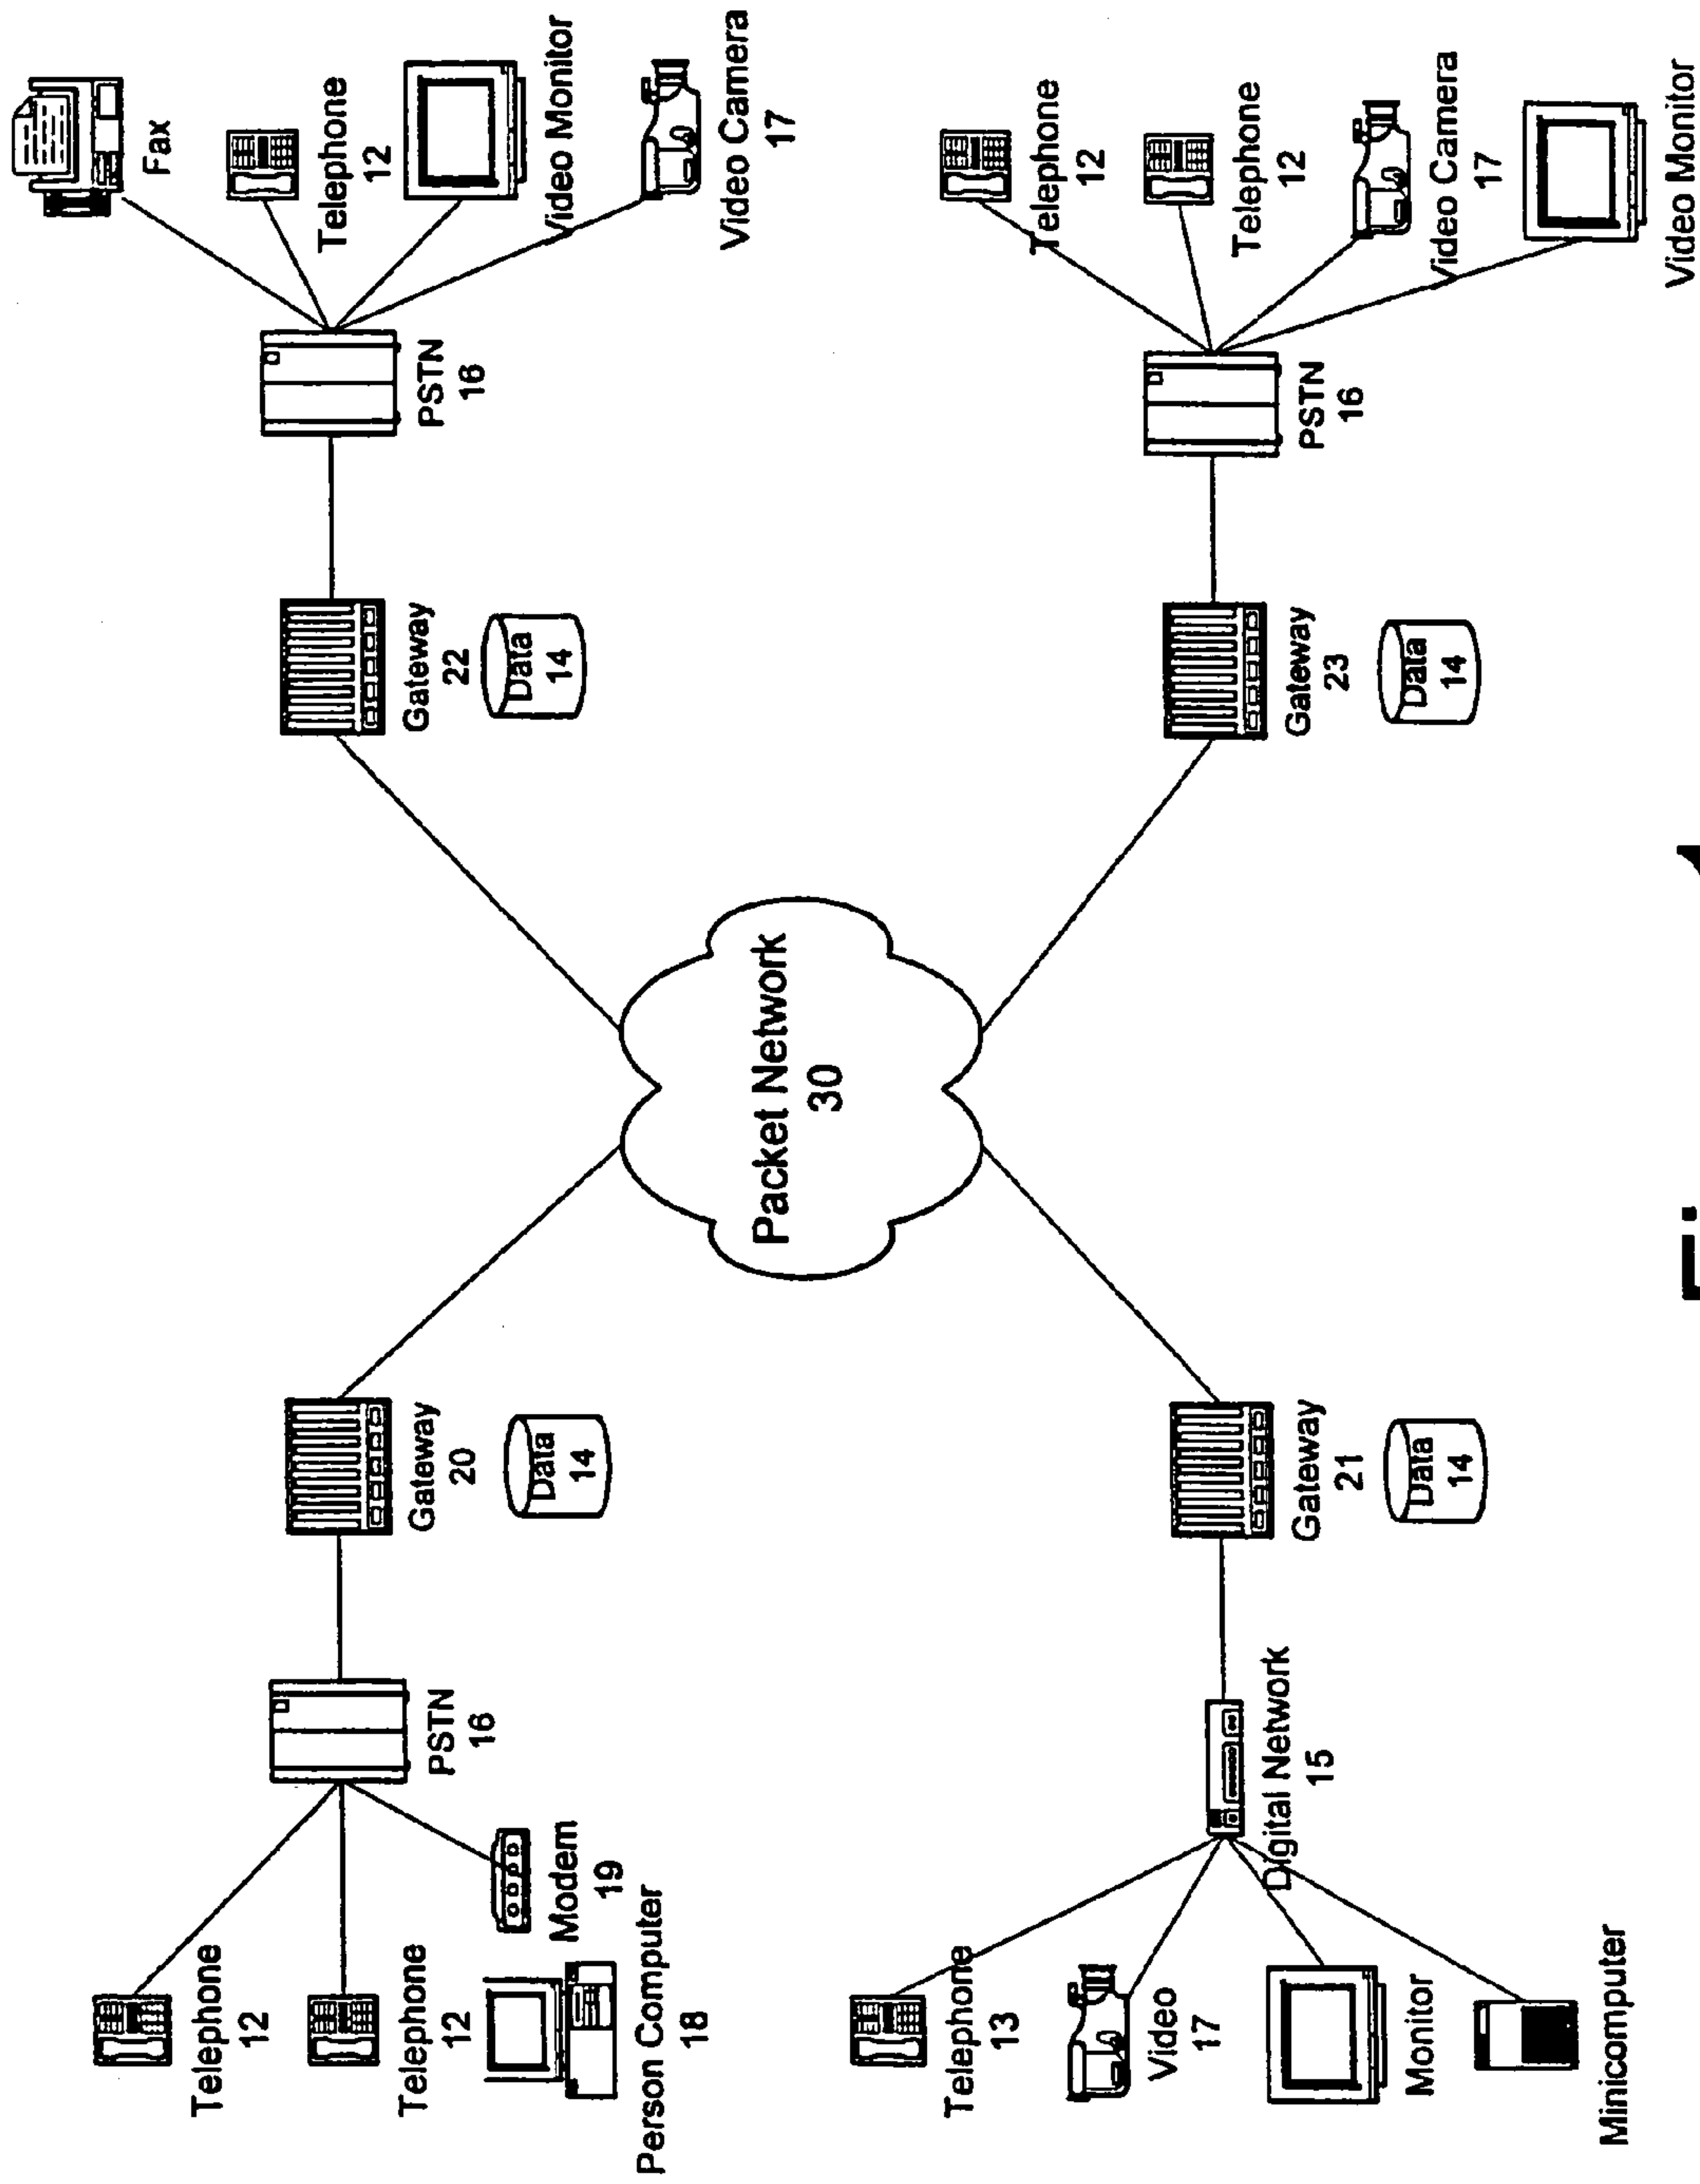 Telephone
12
Telephone
12
Person Computer
18
Modem
19
PSTN
16
Gateway
20
Data
14
Gateway
22
Data
14
PSTN
16
Fax
Telephone
12
Video Monitor
Video Camera
17
Packet Network
30
Telephone
13
Video
17
Monitor
Minicomputer
Digital Network
15
Gateway
21
Data
14
Gateway
23
Data
14
PSTN
16
Telephone
12
Telephone
12
Video Camera
17
Video Monitor